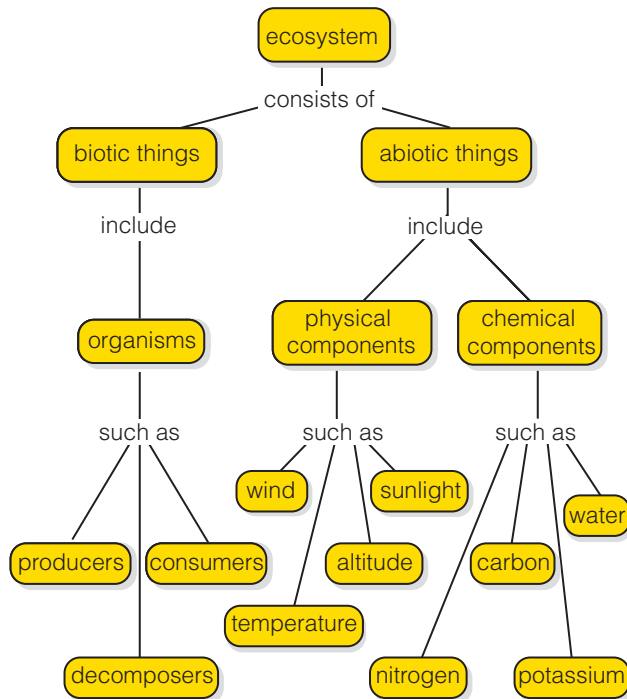 ecosystem
consists of
biotic things
abiotic things
include
include
organisms
physical
components
chemical
components
such as
such as
such as
wind
sunlight
water
producers
consumers
altitude
carbon
temperature
decomposers
nitrogen
potassium